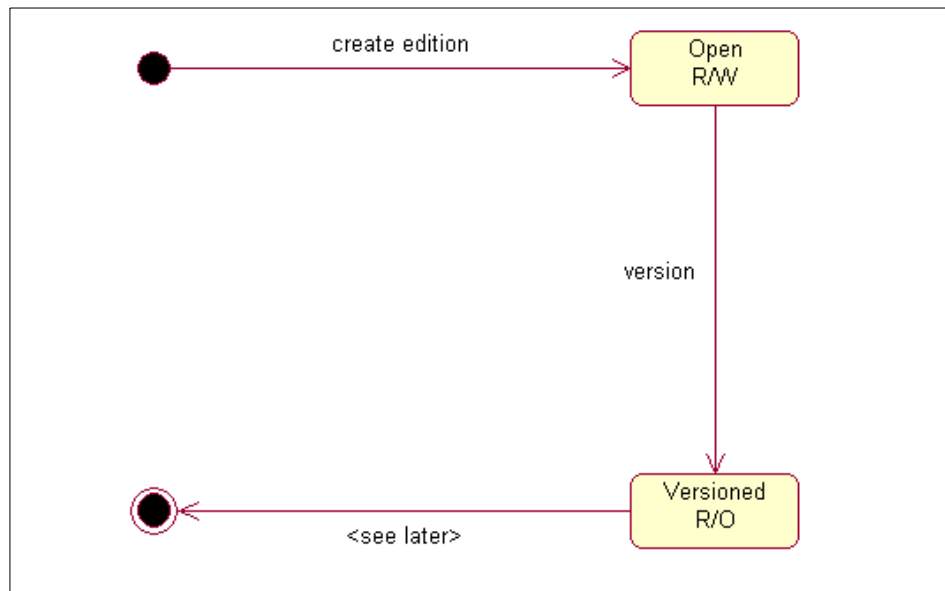 create edition
Open
R/W
version
Versioned
R/O
<see later>